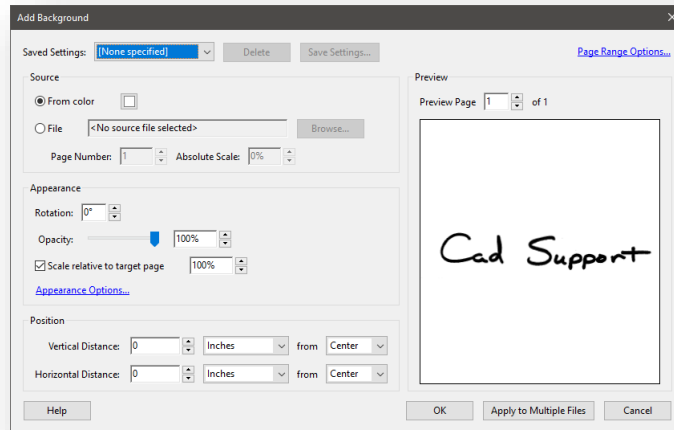 Add Background
Saved Settings: [None specified] Delete Save Settings... Page Range Options...
Source
From color
File <No source file selected> Browse...
Page Number: 1 Absolute Scale: 0%
Appearance
Rotation: 0°
Opacity: 100%
Scale relative to target page 100%
Appearance Options...
Position
Vertical Distance: 0 Inches from Center
Horizontal Distance: 0 Inches from Center
Preview
Preview Page 1 of 1
Cad Support
Help OK Apply to Multiple Files Cancel